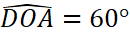 $\widehat{DOA} = 60°$